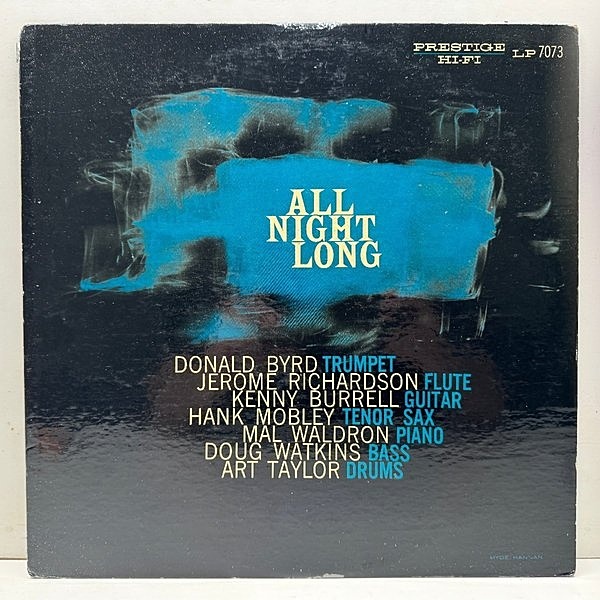 PRESTIGE LP 7073
HI-FI
ALL
NIGHT
LONG
DONALD BYRD TRUMPET
JEROME RICHARDSON FLUTE
KENNY BURRELL GUITAR
HANK MOBLEY TENOR SAX
MAL WALDRON PIANO
DOUG WATKINS BASS
ART TAYLOR DRUMS